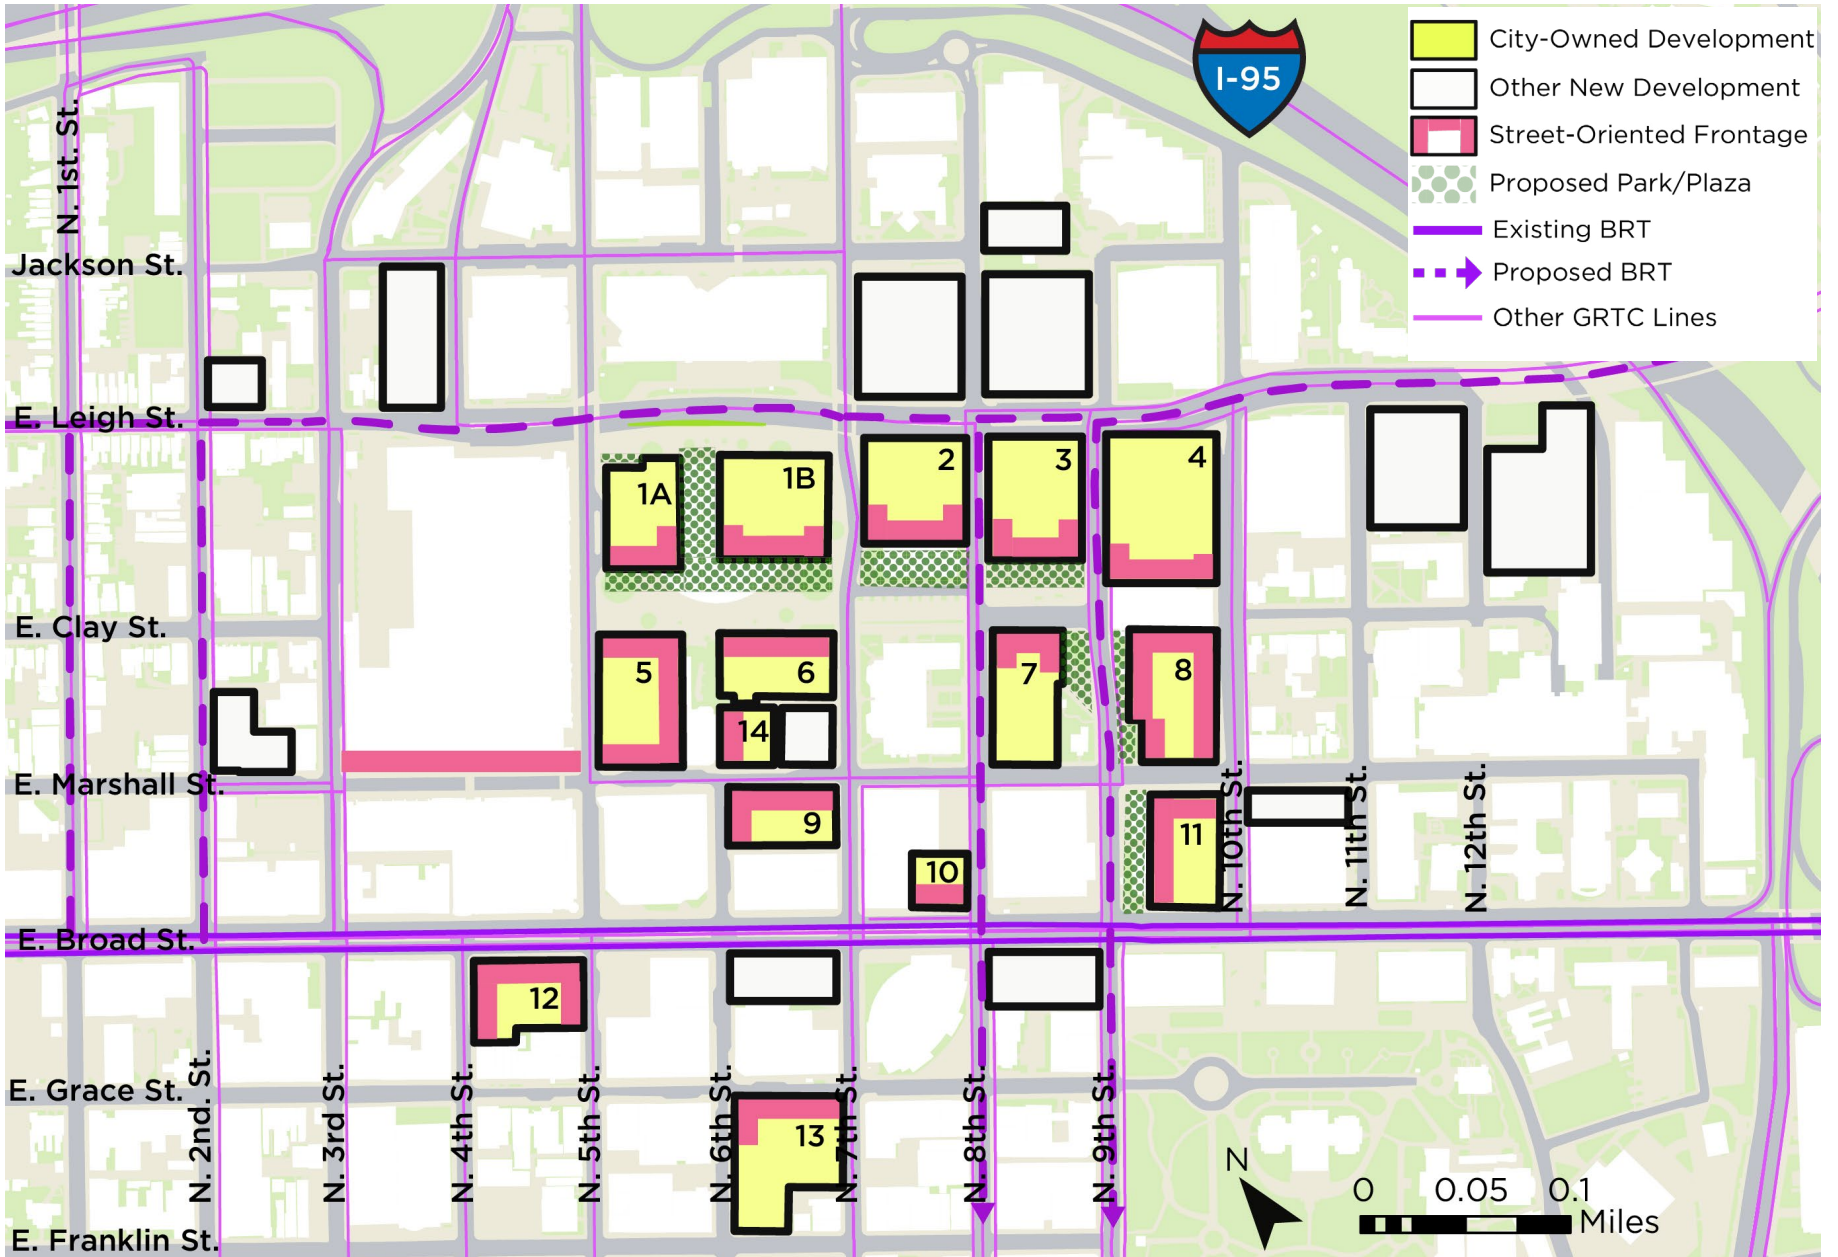 City-Owned Development
Other New Development
Street-Oriented Frontage
Proposed Park/Plaza
Existing BRT
Proposed BRT
Other GRTC Lines
I-95
N. 1st. St.
Jackson St.
E. Leigh St.
1A
1B
2
3
4
E. Clay St.
5
6
7
8
14
E. Marshall St.
9
10
11
N. 10th St.
N. 11th St.
N. 12th St.
E. Broad St.
12
E. Grace St.
N. 2nd. St.
N. 3rd St.
N. 4th St.
N. 5th St.
N. 6th St.
13
N. 7th St.
N. 8th St.
N. 9th St.
E. Franklin St.
N
0 0.05 0.1
Miles